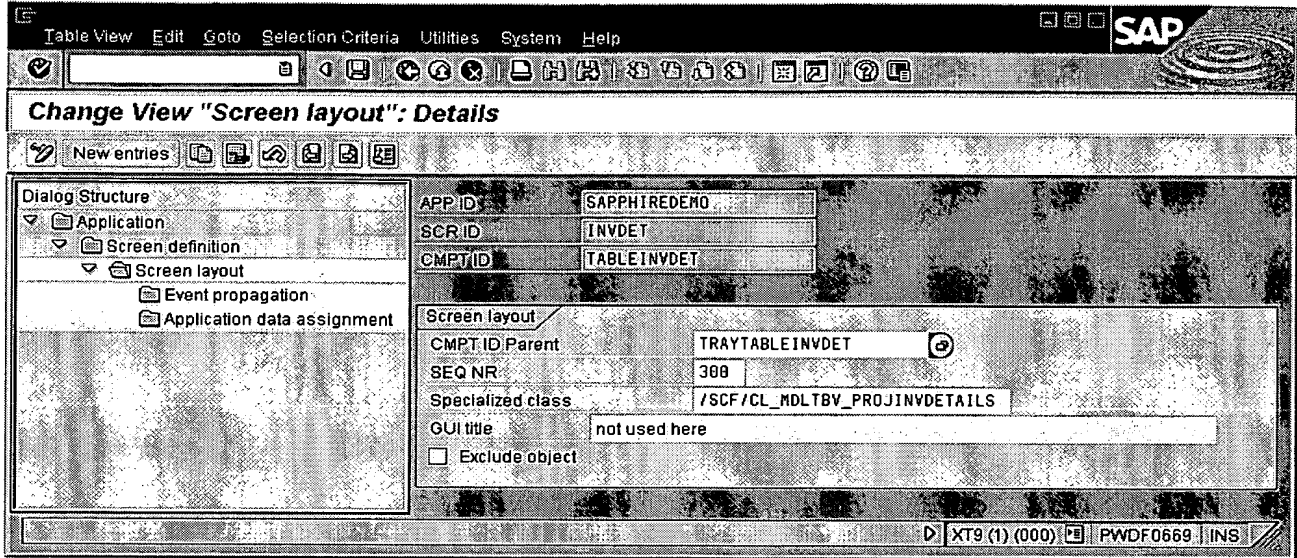 Table View Edit Goto Selection Criteria Utilities System Help
SAP
Change View "Screen layout": Details
New entries
Dialog Structure
Application
Screen definition
Screen layout
Event propagation
Application data assignment
APP ID SAPPHIREDEMO
SCR ID INVDET
CMPT ID TABLEINVDET
Screen layout
CMPT ID Parent TRAYTABLEINVDET
SEQ NR 300
Specialized class /SCF/CL_MDLTBV_PROJINVDETAILS
GUI title not used here
Exclude object
XT9 (1) (000) PWDF0669 INS